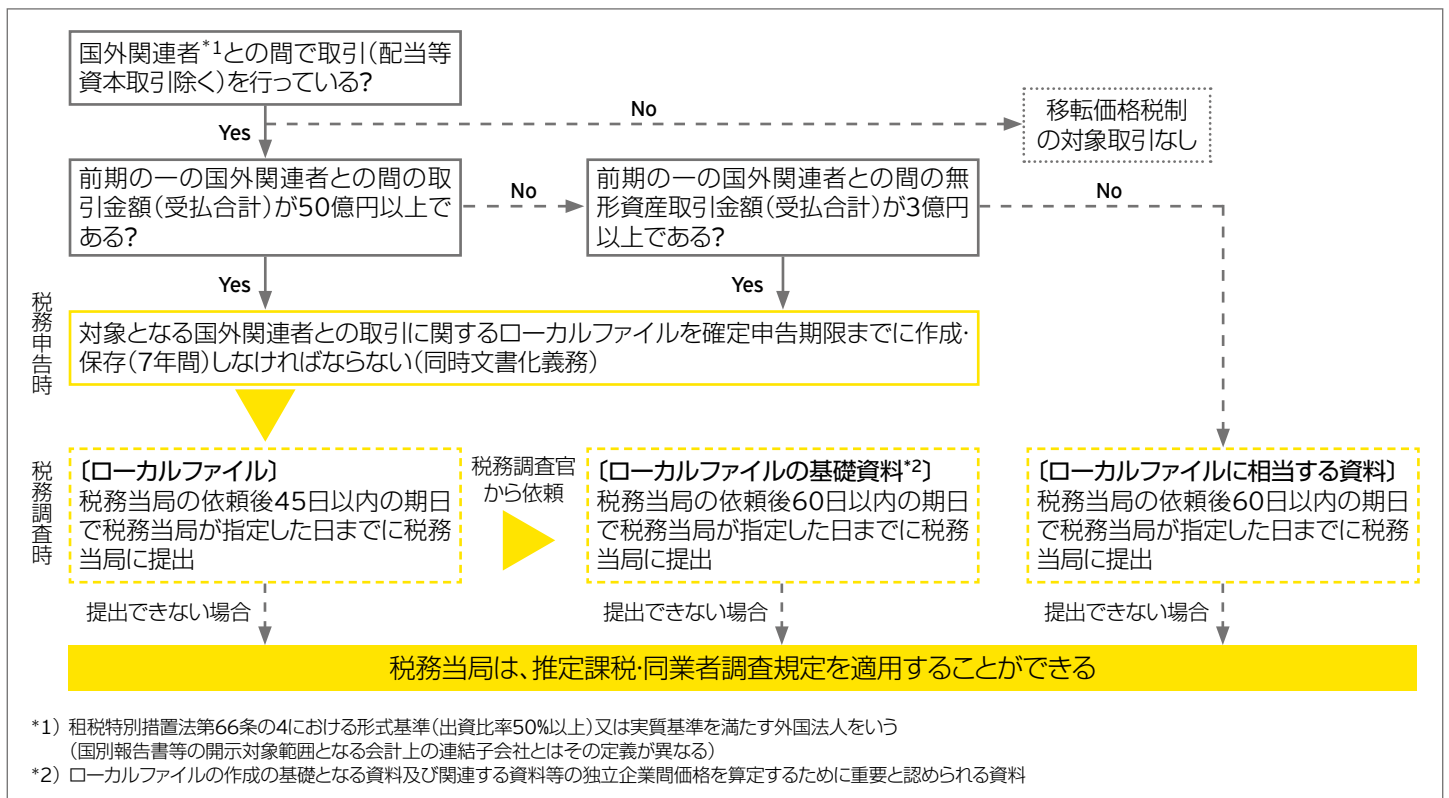 国外関連者*1との間で取引(配当等
資本取引除く)を行っている?
No
移転価格税制
の対象取引なし
Yes
前期の一の国外関連者との間の取
引金額(受払合計)が50億円以上で
ある?
No
前期の一の国外関連者との間の無
形資産取引金額(受払合計)が3億円
以上である?
No
Yes
Yes
税務申告時
対象となる国外関連者との取引に関するローカルファイルを確定申告期限までに作成・
保存(7年間)しなければならない(同時文書化義務)
税務調査時
〔ローカルファイル〕
税務当局の依頼後45日以内の期日
で税務当局が指定した日までに税務
当局に提出
税務調査官
から依頼
〔ローカルファイルの基礎資料*2〕
税務当局の依頼後60日以内の期日
で税務当局が指定した日までに税務
当局に提出
〔ローカルファイルに相当する資料〕
税務当局の依頼後60日以内の期日
で税務当局が指定した日までに税務
当局に提出
提出できない場合
提出できない場合
提出できない場合
税務当局は、推定課税・同業者調査規定を適用することができる
*1) 租税特別措置法第66条の4における形式基準(出資比率50%以上)又は実質基準を満たす外国法人をいう
(国別報告書等の開示対象範囲となる会計上の連結子会社とはその定義が異なる)
*2) ローカルファイルの作成の基礎となる資料及び関連する資料等の独立企業間価格を算定するために重要と認められる資料